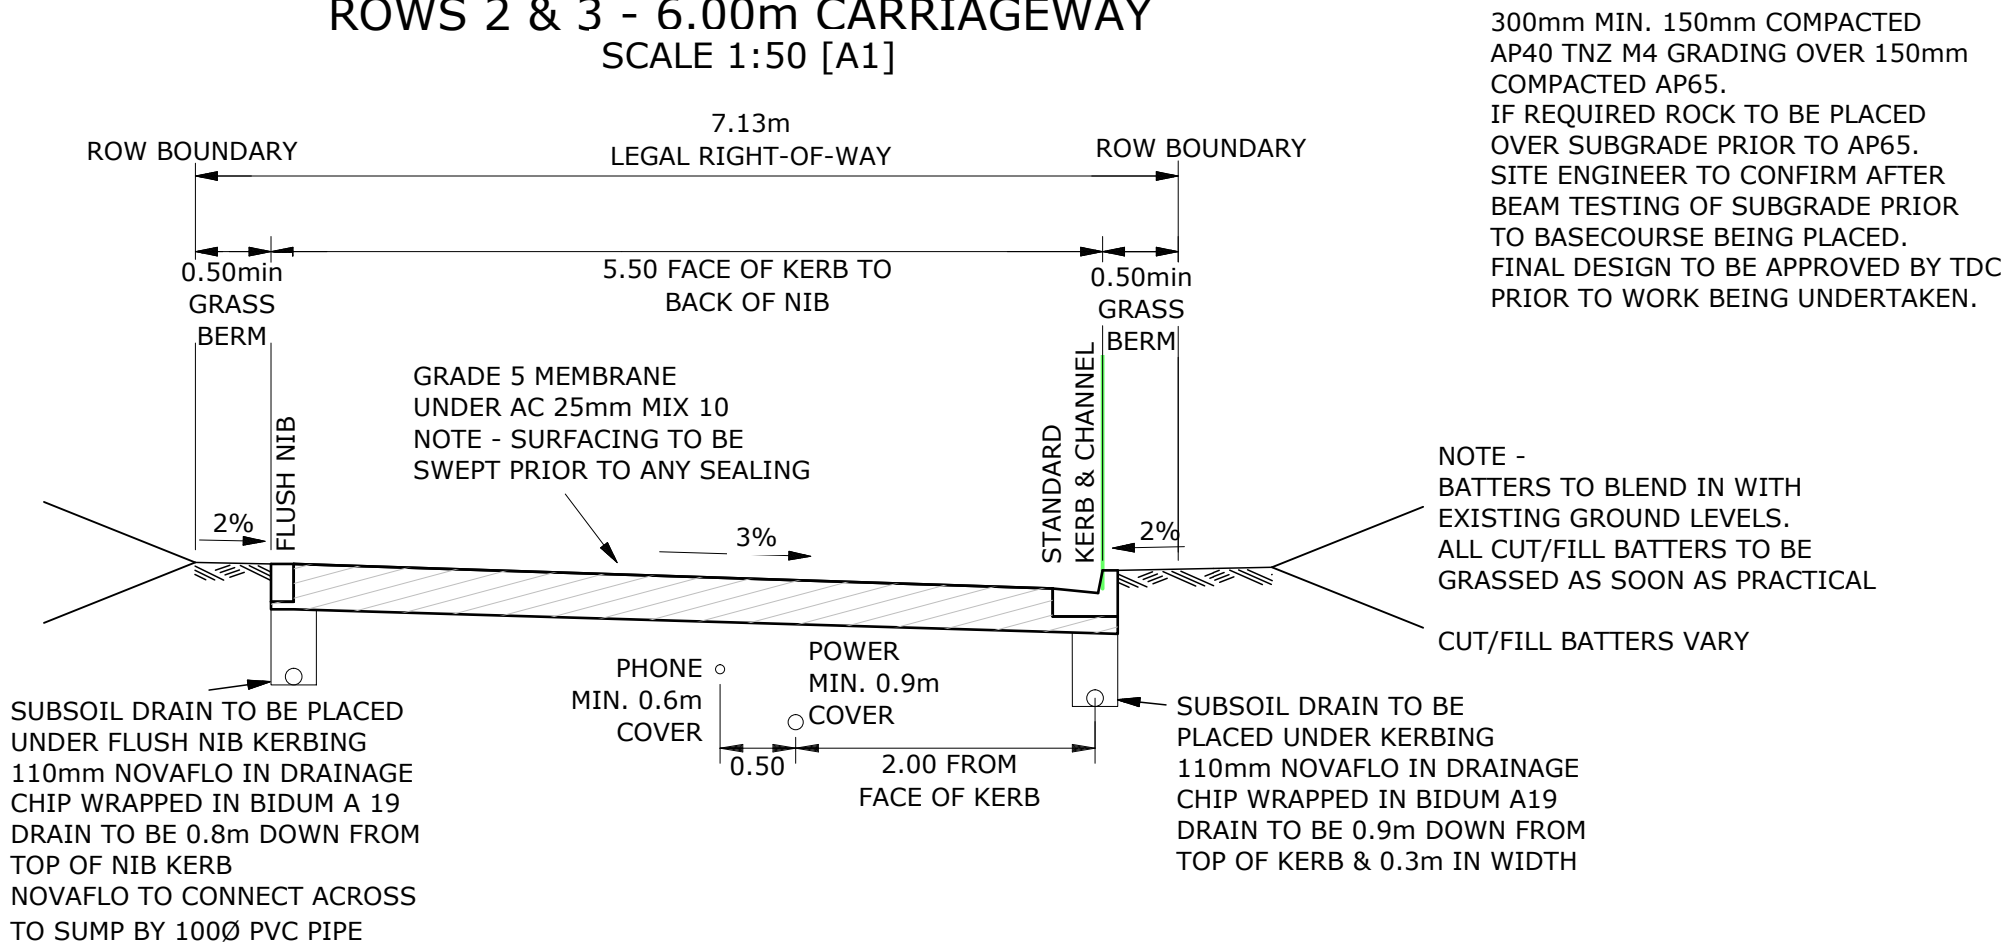 ROWS 2 & 3 - 6.00m CARRIAGEWAY
SCALE 1:50 [A1]
300mm MIN. 150mm COMPACTED
AP40 TNZ M4 GRADING OVER 150mm
COMPACTED AP65.
IF REQUIRED ROCK TO BE PLACED
OVER SUBGRADE PRIOR TO AP65.
SITE ENGINEER TO CONFIRM AFTER
BEAM TESTING OF SUBGRADE PRIOR
TO BASECOURSE BEING PLACED.
FINAL DESIGN TO BE APPROVED BY TDC
PRIOR TO WORK BEING UNDERTAKEN.
ROW BOUNDARY
7.13m
LEGAL RIGHT-OF-WAY
ROW BOUNDARY
0.50min
GRASS
BERM
5.50 FACE OF KERB TO
BACK OF NIB
0.50min
GRASS
BERM
FLUSH NIB
GRADE 5 MEMBRANE
UNDER AC 25mm MIX 10
NOTE - SURFACING TO BE
SWEPT PRIOR TO ANY SEALING
STANDARD
KERB & CHANNEL
2%
3%
2%
NOTE -
BATTERS TO BLEND IN WITH
EXISTING GROUND LEVELS.
ALL CUT/FILL BATTERS TO BE
GRASSED AS SOON AS PRACTICAL
CUT/FILL BATTERS VARY
PHONE
MIN. 0.6m
COVER
POWER
MIN. 0.9m
COVER
0.50
2.00 FROM
FACE OF KERB
SUBSOIL DRAIN TO BE PLACED
UNDER FLUSH NIB KERBING
110mm NOVAFLO IN DRAINAGE
CHIP WRAPPED IN BIDUM A 19
DRAIN TO BE 0.8m DOWN FROM
TOP OF NIB KERB
NOVAFLO TO CONNECT ACROSS
TO SUMP BY 100Ø PVC PIPE
SUBSOIL DRAIN TO BE
PLACED UNDER KERBING
110mm NOVAFLO IN DRAINAGE
CHIP WRAPPED IN BIDUM A19
DRAIN TO BE 0.9m DOWN FROM
TOP OF KERB & 0.3m IN WIDTH